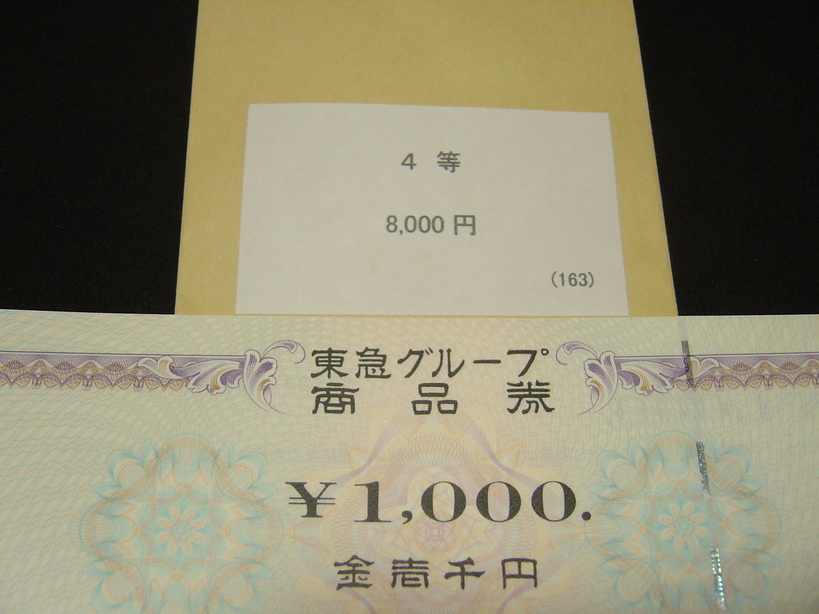 4 等
8,000 円
(163)
東急グループ
商品券
¥1,000.
金壱千円